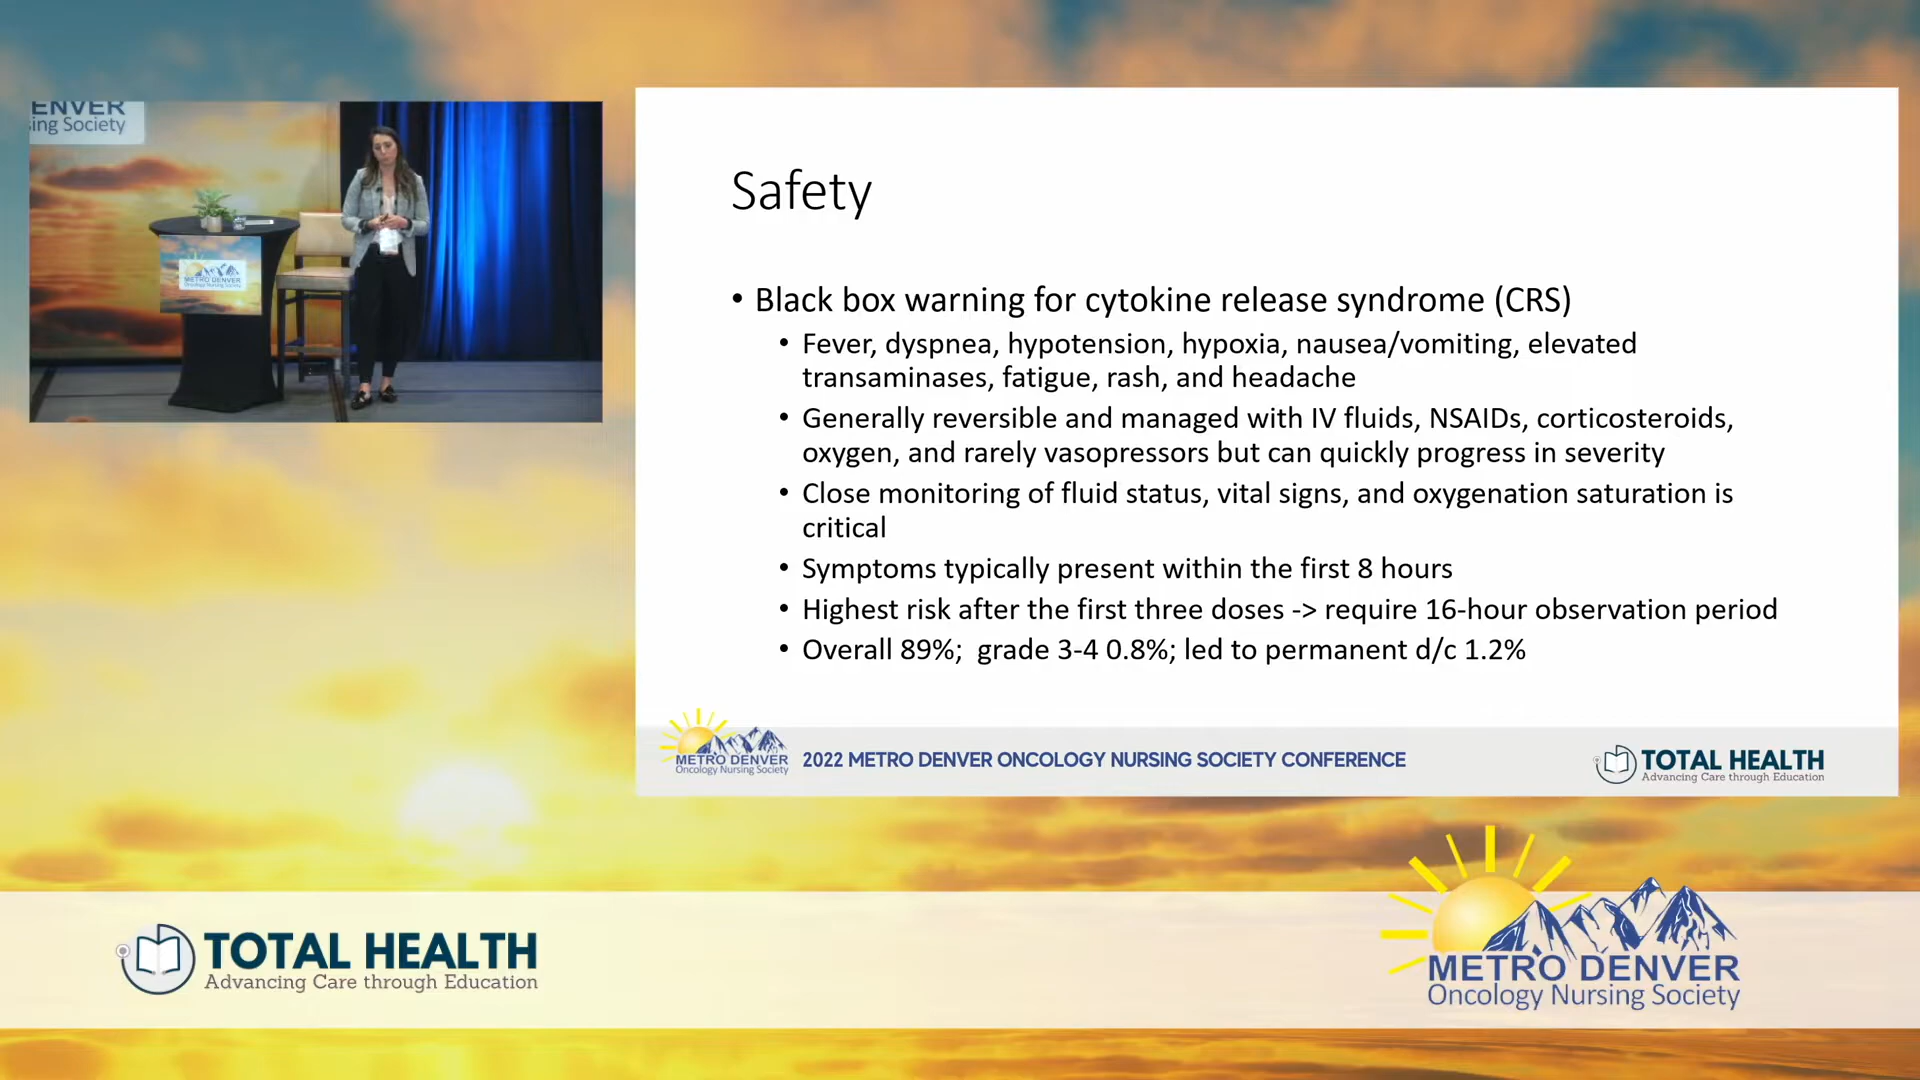 ENVER
ing Society
METRO DENVER
Oncology Nursing Society
Safety
• Black box warning for cytokine release syndrome (CRS)
• Fever, dyspnea, hypotension, hypoxia, nausea/vomiting, elevated
transaminases, fatigue, rash, and headache
• Generally reversible and managed with IV fluids, NSAIDs, corticosteroids,
oxygen, and rarely vasopressors but can quickly progress in severity
• Close monitoring of fluid status, vital signs, and oxygenation saturation is
critical
• Symptoms typically present within the first 8 hours
• Highest risk after the first three doses -> require 16-hour observation period
• Overall 89%;  grade 3-4 0.8%; led to permanent d/c 1.2%
METRO DENVER
Oncology Nursing Society
2022 METRO DENVER ONCOLOGY NURSING SOCIETY CONFERENCE
TOTAL HEALTH
Advancing Care through Education
TOTAL HEALTH
Advancing Care through Education
METRO DENVER
Oncology Nursing Society